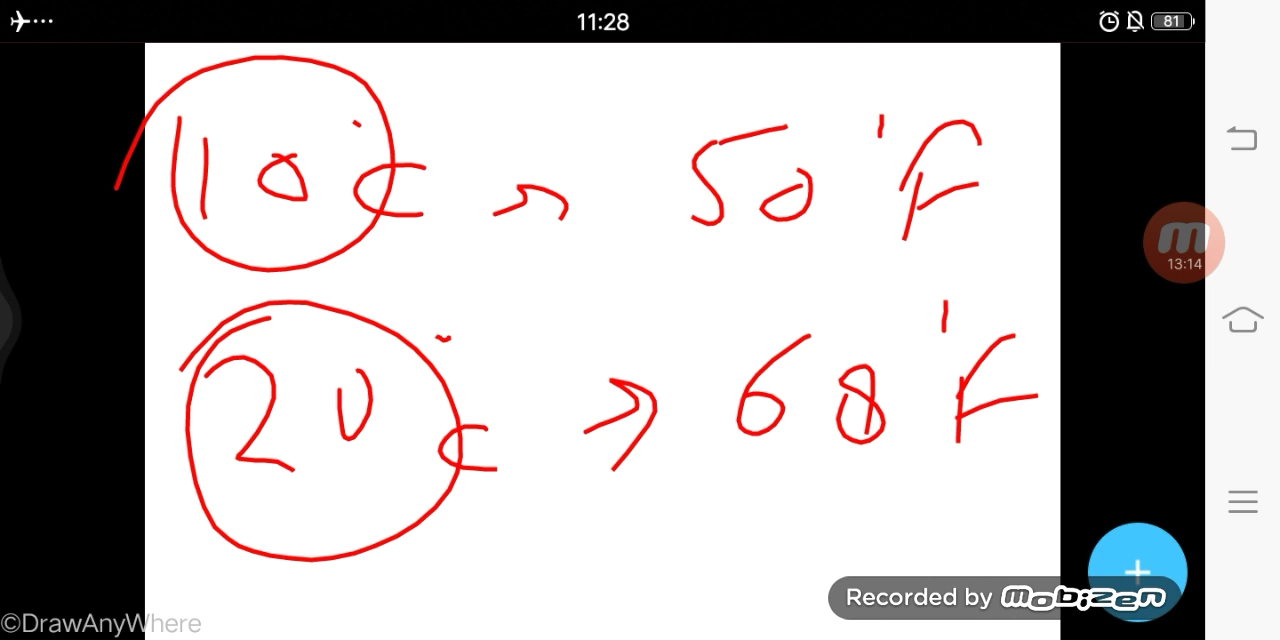 11:28
81
10°C → 50°F
13:14
20°C → 68°F
Recorded by mobizen
©DrawAnyWhere